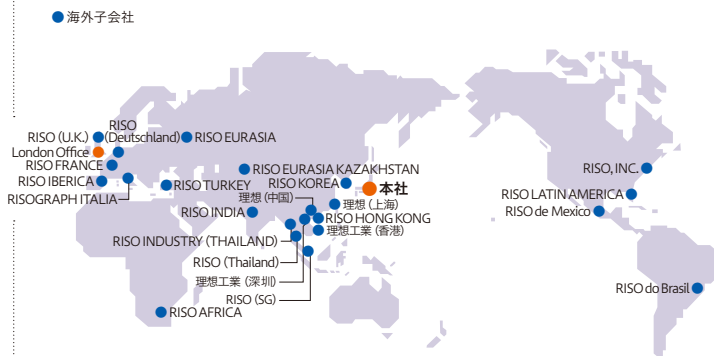 海外子会社
RISO
(Deutschland)
RISO (U.K.)
RISO EURASIA
London Office
RISO FRANCE
RISO IBERICA
RISOGRAPH ITALIA
RISO TURKEY
RISO EURASIA KAZAKHSTAN
RISO KOREA
本社
理想（中国）
理想（上海）
RISO INDIA
RISO HONG KONG
理想工業（香港）
RISO INDUSTRY (THAILAND)
RISO (Thailand)
理想工業（深圳）
RISO (SG)
RISO AFRICA
RISO, INC.
RISO LATIN AMERICA
RISO de Mexico
RISO do Brasil